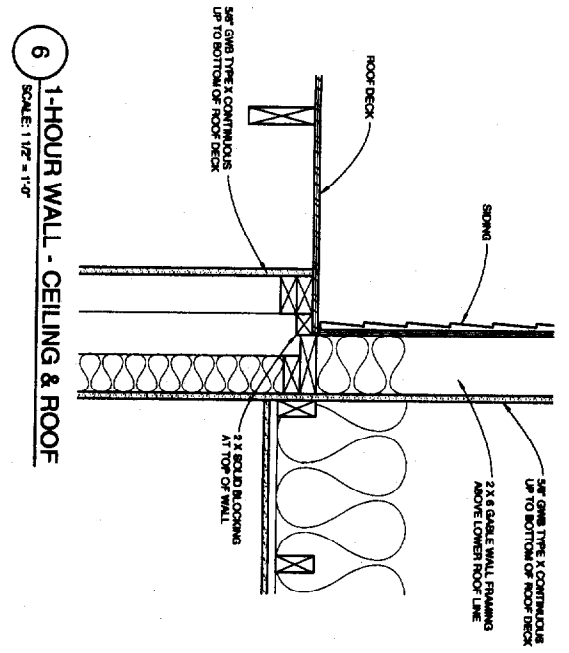 5/8" GWB TYPE X CONTINUOUS
UP TO BOTTOM OF ROOF DECK
2 X 6 GABLE WALL FRAMING
ABOVE LOWER ROOF LINE
SIDING
ROOF DECK
2 X SOLID BLOCKING
AT TOP OF WALL
5/8" GWB TYPE X CONTINUOUS
UP TO BOTTOM OF ROOF DECK
6
1-HOUR WALL - CEILING & ROOF
SCALE: 1 1/2" = 1'-0"